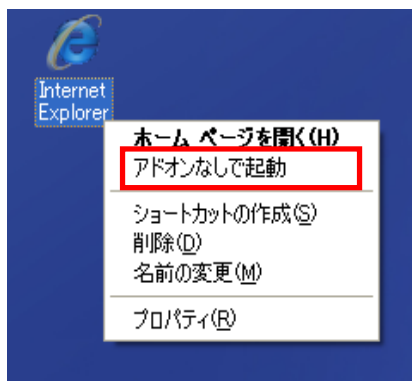 Internet
Explorer
ホーム ページを開く(H)
アドオンなしで起動
ショートカットの作成(S)
削除(D)
名前の変更(M)
プロパティ(R)